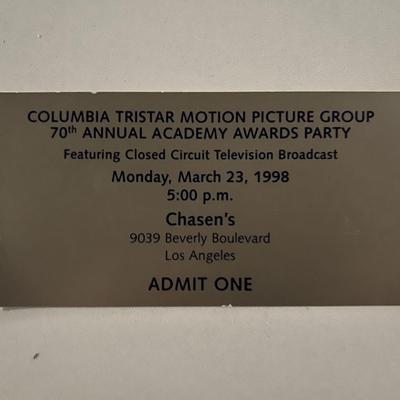 COLUMBIA TRISTAR MOTION PICTURE GROUP
70th ANNUAL ACADEMY AWARDS PARTY
Featuring Closed Circuit Television Broadcast
Monday, March 23, 1998
5:00 p.m.
Chasen's
9039 Beverly Boulevard
Los Angeles
ADMIT ONE